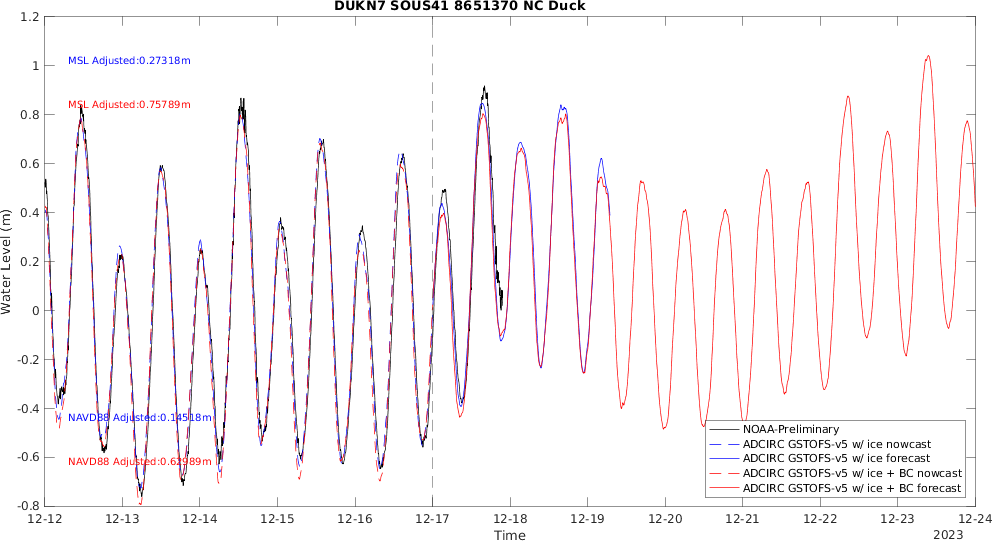 DUKN7 SOUS41 8651370 NC Duck
1.2
1
0.8
0.6
0.4
0.2
0
-0.2
-0.4
-0.6
-0.8
Water Level (m)
MSL Adjusted:0.27318m
MSL Adjusted:0.75789m
NAVD88 Adjusted:0.14518m
NAVD88 Adjusted:0.62989m
NOAA-Preliminary
ADCIRC GSTOFS-v5 w/ ice nowcast
ADCIRC GSTOFS-v5 w/ ice forecast
ADCIRC GSTOFS-v5 w/ ice + BC nowcast
ADCIRC GSTOFS-v5 w/ ice + BC forecast
12-12 12-13 12-14 12-15 12-16 12-17 12-18 12-19 12-20 12-21 12-22 12-23 12-24
Time
2023